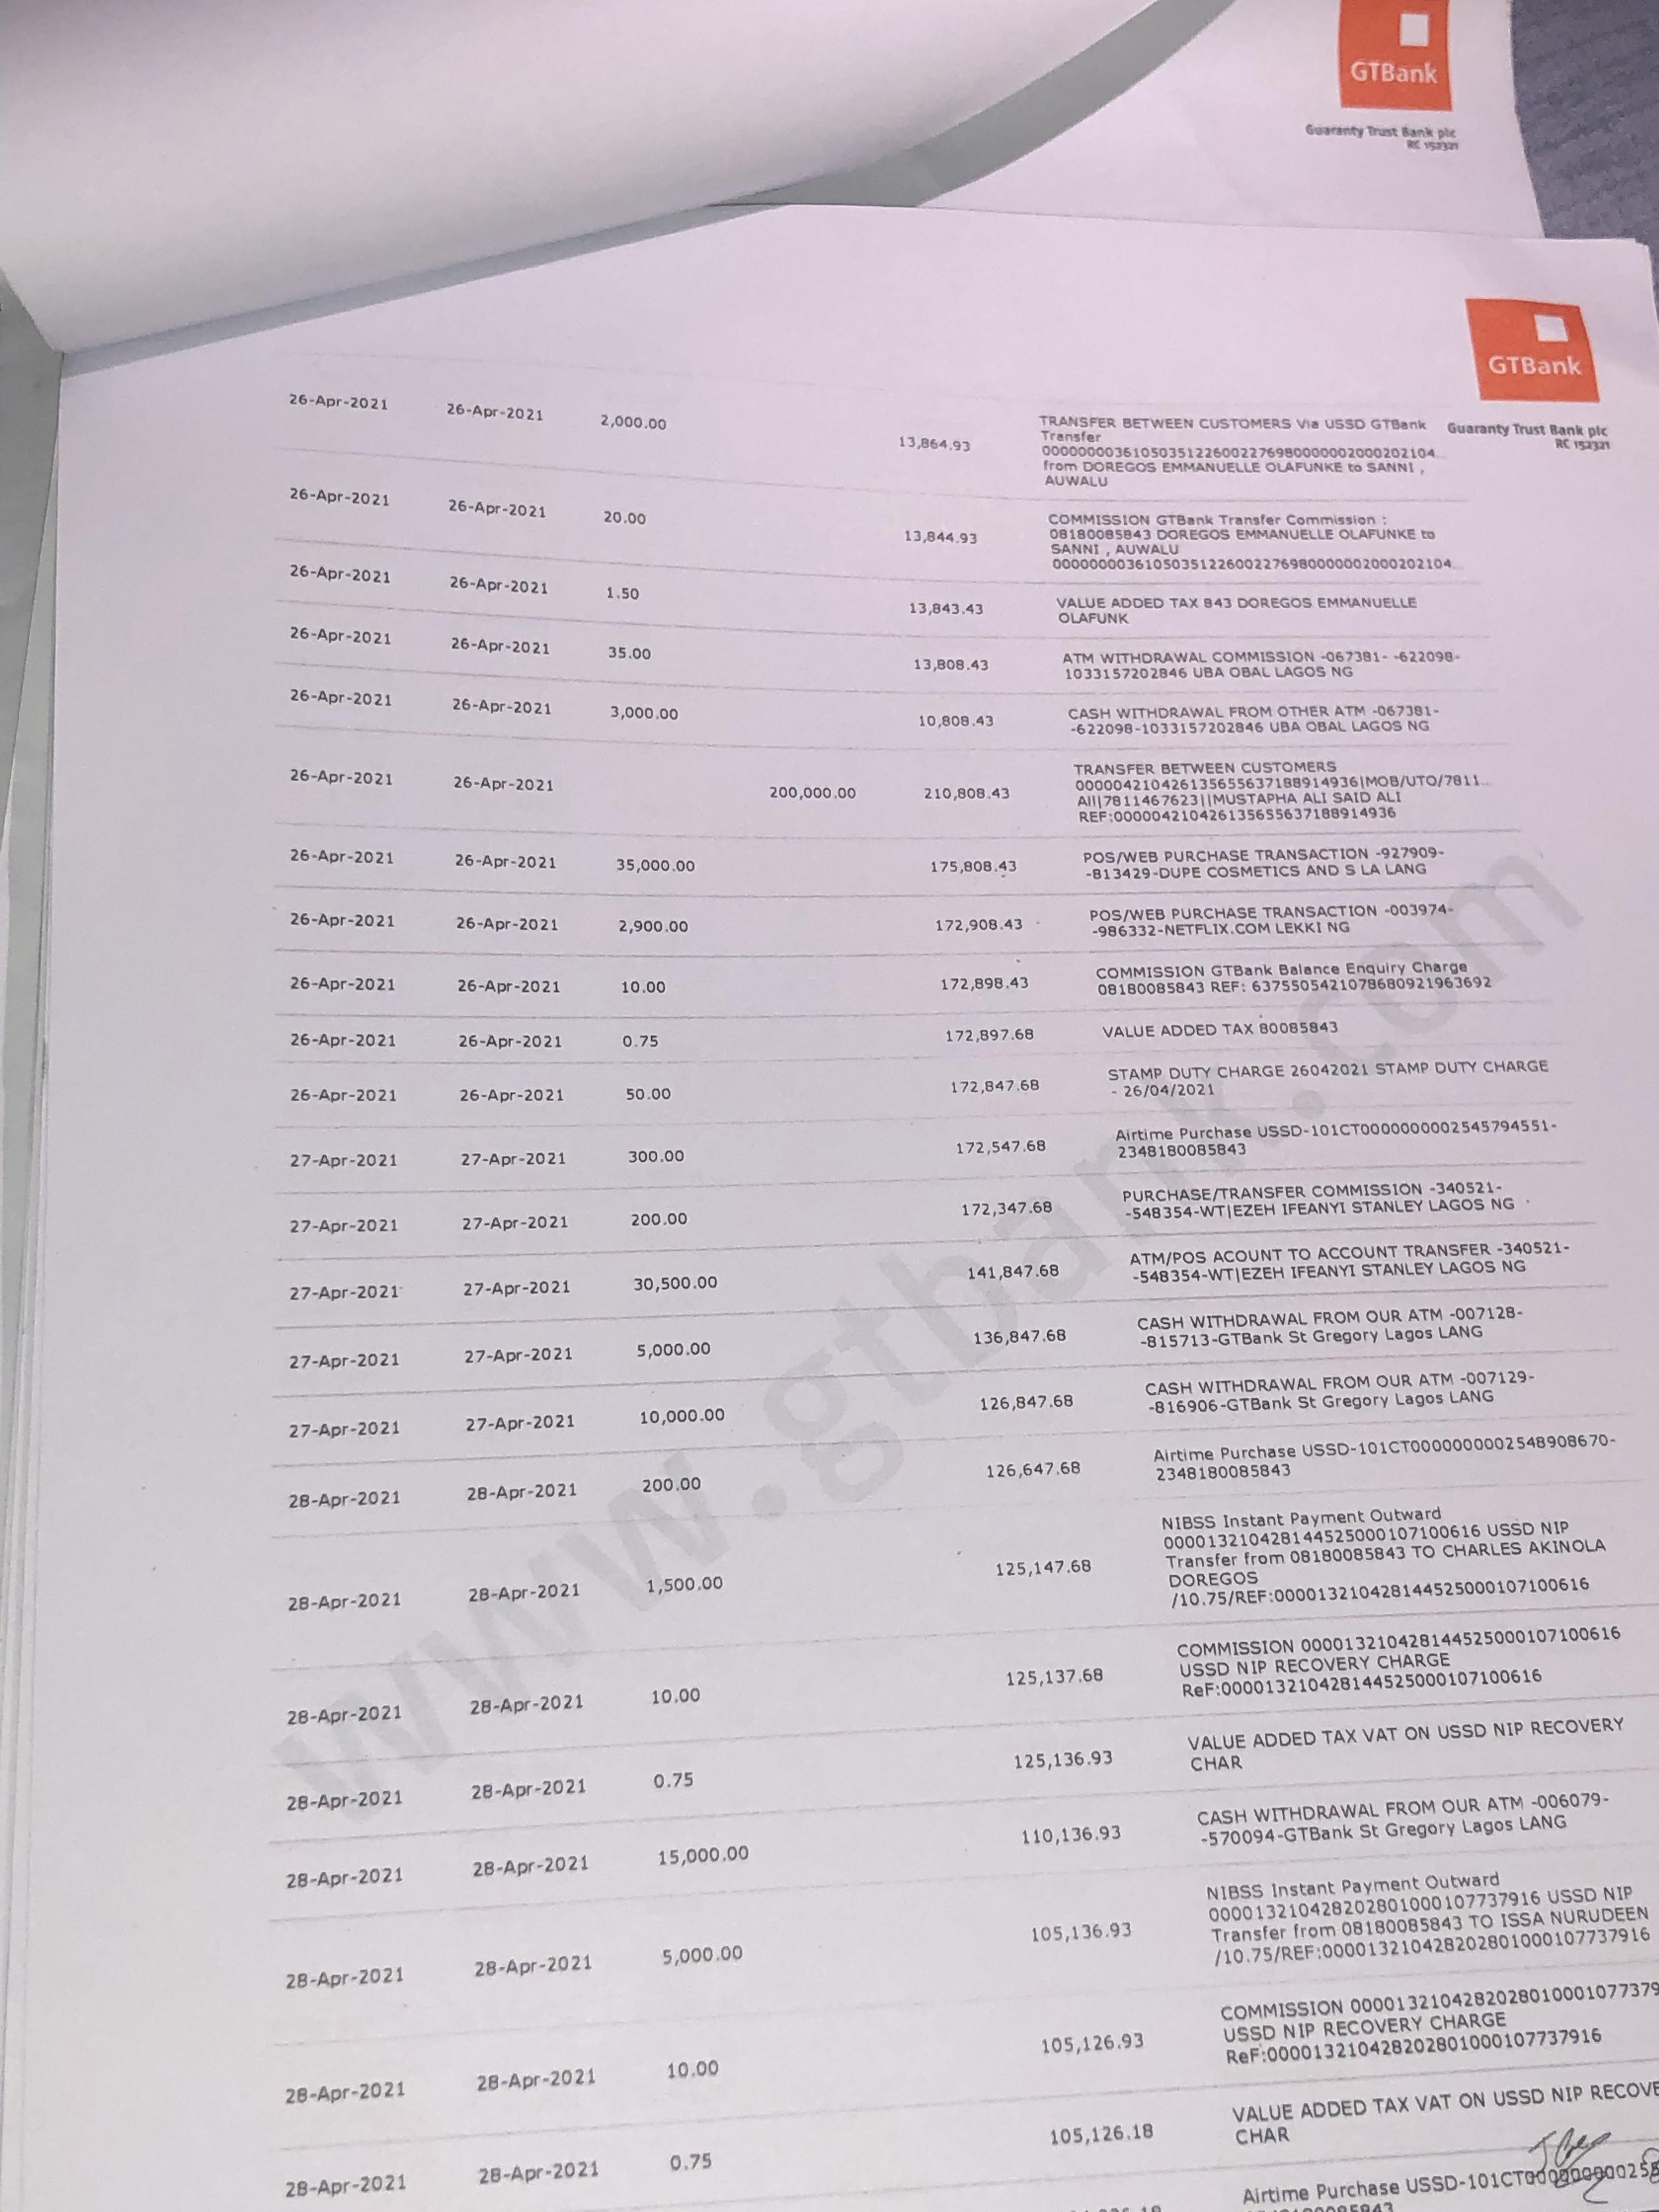 GTBank
Guaranty Trust Bank plc
RC 152321
GTBank
Guaranty Trust Bank plc
RC 152321
26-Apr-2021 26-Apr-2021 2,000.00 13,864.93 TRANSFER BETWEEN CUSTOMERS Via USSD GTBank
Transfer
from DOREGOS EMMANUELLE OLAFUNKE to SANNI ,
AUWALU
26-Apr-2021 26-Apr-2021 20.00 13,844.93 COMMISSION GTBank Transfer Commission :
08180085843 DOREGOS EMMANUELLE OLAFUNKE to
SANNI , AUWALU
26-Apr-2021 26-Apr-2021 1.50 13,843.43 VALUE ADDED TAX 843 DOREGOS EMMANUELLE
OLAFUNK
26-Apr-2021 26-Apr-2021 35.00 13,808.43 ATM WITHDRAWAL COMMISSION -067381- -622098-
1033157202846 UBA OBAL LAGOS NG
26-Apr-2021 26-Apr-2021 3,000.00 10,808.43 CASH WITHDRAWAL FROM OTHER ATM -067381-
-622098-1033157202846 UBA OBAL LAGOS NG
26-Apr-2021 26-Apr-2021 200,000.00 210,808.43 TRANSFER BETWEEN CUSTOMERS
AII|7811467623||MUSTAPHA ALI SAID ALI
26-Apr-2021 26-Apr-2021 35,000.00 175,808.43 POS/WEB PURCHASE TRANSACTION -927909-
-813429-DUPE COSMETICS AND S LA LANG
26-Apr-2021 26-Apr-2021 2,900.00 172,908.43 POS/WEB PURCHASE TRANSACTION -003974-
-986332-NETFLIX.COM LEKKI NG
26-Apr-2021 26-Apr-2021 10.00 172,898.43 COMMISSION GTBank Balance Enquiry Charge
08180085843 REF: 637550542107868092 1963692
26-Apr-2021 26-Apr-2021 0.75 172,897.68 VALUE ADDED TAX 80085843
26-Apr-2021 26-Apr-2021 50.00 172,847.68 STAMP DUTY CHARGE 26042021 STAMP DUTY CHARGE
- 26/04/2021
27-Apr-2021 27-Apr-2021 300.00 172,547.68 Airtime Purchase USSD-101CT0000000002545794551-
2348180085843
27-Apr-2021 27-Apr-2021 200.00 172,347.68 PURCHASE/TRANSFER COMMISSION -340521-
-548354-WT|EZEH IFEANYI STANLEY LAGOS NG
27-Apr-2021 27-Apr-2021 30,500.00 141,847.68 ATM/POS ACCOUNT TO ACCOUNT TRANSFER -340521-
-548354-WT|EZEH IFEANYI STANLEY LAGOS NG
27-Apr-2021 27-Apr-2021 5,000.00 136,847.68 CASH WITHDRAWAL FROM OUR ATM -007128-
-815713-GTBank St Gregory Lagos LANG
27-Apr-2021 27-Apr-2021 10,000.00 126,847.68 CASH WITHDRAWAL FROM OUR ATM -007129-
-816906-GTBank St Gregory Lagos LANG
28-Apr-2021 28-Apr-2021 200.00 126,647.68 Airtime Purchase USSD-101CT0000000002548908670-
2348180085843
28-Apr-2021 28-Apr-2021 1,500.00 125,147.68 NIBSS Instant Payment Outward
000013210428144525000107100616 USSD NIP
Transfer from 08180085843 TO CHARLES AKINOLA
DOREGOS
/10.75/REF:000013210428144525000107100616
28-Apr-2021 28-Apr-2021 10.00 125,137.68 COMMISSION 000013210428144525000107100616
USSD NIP RECOVERY CHARGE
ReF:000013210428144525000107100616
28-Apr-2021 28-Apr-2021 0.75 125,136.93 VALUE ADDED TAX VAT ON USSD NIP RECOVERY
CHAR
28-Apr-2021 28-Apr-2021 15,000.00 110,136.93 CASH WITHDRAWAL FROM OUR ATM -006079-
-570094-GTBank St Gregory Lagos LANG
28-Apr-2021 28-Apr-2021 5,000.00 105,136.93 NIBSS Instant Payment Outward
000013210428202801000107737916 USSD NIP
Transfer from 08180085843 TO ISSA NURUDEEN
/10.75/REF:000013210428202801000107737916
28-Apr-2021 28-Apr-2021 10.00 105,126.93 COMMISSION 0000132104282028010001077379
USSD NIP RECOVERY CHARGE
ReF:000013210428202801000107737916
28-Apr-2021 28-Apr-2021 0.75 105,126.18 VALUE ADDED TAX VAT ON USSD NIP RECOVE
CHAR
Airtime Purchase
www.gtbank.com